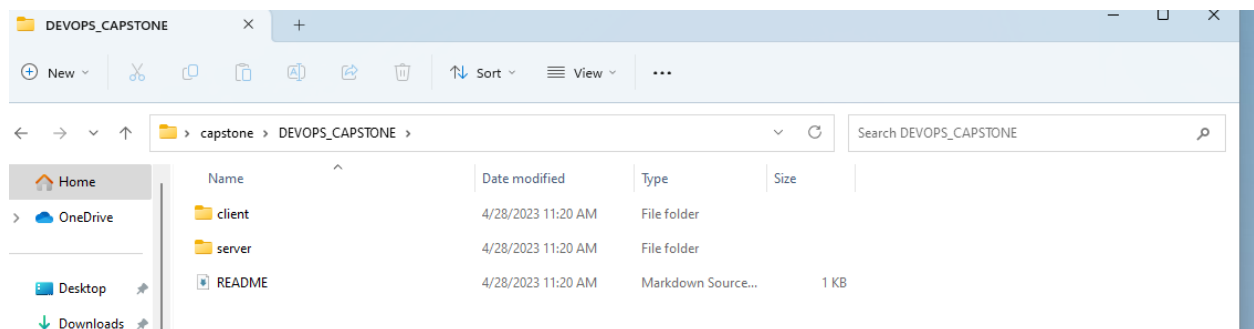 DEVOPS_CAPSTONE
New Sort View
capstone > DEVOPS_CAPSTONE > Search DEVOPS_CAPSTONE
Home Name Date modified Type Size
OneDrive client 4/28/2023 11:20 AM File folder
server 4/28/2023 11:20 AM File folder
Desktop README 4/28/2023 11:20 AM Markdown Source... 1 KB
Downloads